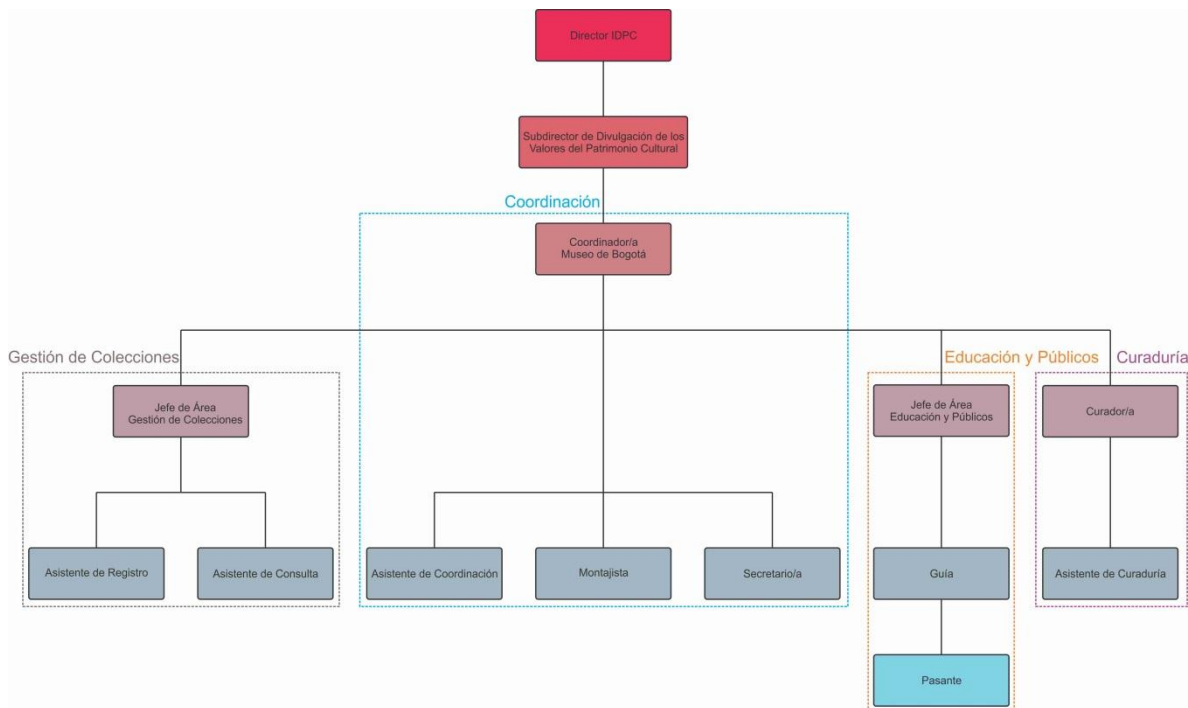 Director IDPC
Subdirector de Divulgación de los
Valores del Patrimonio Cultural
Coordinación
Coordinador/a
Museo de Bogotá
Gestión de Colecciones
Educación y Públicos
Curaduría
Jefe de Área
Gestión de Colecciones
Jefe de Área
Educación y Públicos
Curador/a
Asistente de Registro
Asistente de Consulta
Asistente de Coordinación
Montajista
Secretario/a
Guía
Asistente de Curaduría
Pasante